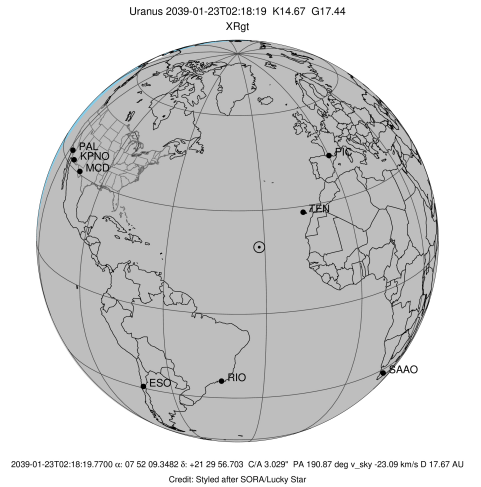 Uranus 2039-01-23T02:18:19 K14.67 G17.44
XRgt
PAL
KPNO
MCD
PIC
TEN
ESO
RIO
SAAO
2039-01-23T02:18:19.7700 α: 07 52 09.3482 δ: +21 29 56.703 C/A 3.029" PA 190.87 deg v_sky -23.09 km/s D 17.67 AU
Credit: Styled after SORA/Lucky Star